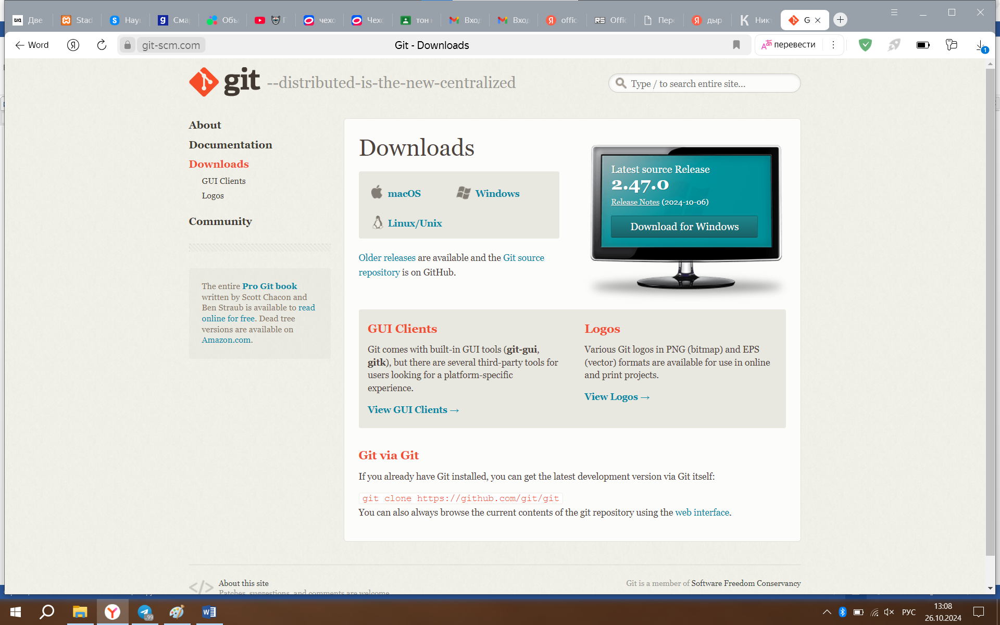 Две
Stad
Нау
Сма
Объ
чехо
Чехо
тон
Вход
Вход
offic
Offic
Пер
дыр
Ник
G
Word
git-scm.com
Git - Downloads
перевести
1
git --distributed-is-the-new-centralized
Type / to search entire site...
About
Documentation
Downloads
GUI Clients
Logos
Community
The entire Pro Git book
written by Scott Chacon and
Ben Straub is available to read
online for free. Dead tree
versions are available on
Amazon.com.
Downloads
macOS
Windows
Linux/Unix
Older releases are available and the Git source
repository is on GitHub.
Latest source Release
2.47.0
Release Notes (2024-10-06)
Download for Windows
GUI Clients
Git comes with built-in GUI tools (git-gui,
gitk), but there are several third-party tools for
users looking for a platform-specific
experience.
View GUI Clients →
Logos
Various Git logos in PNG (bitmap) and EPS
(vector) formats are available for use in online
and print projects.
View Logos →
Git via Git
If you already have Git installed, you can get the latest development version via Git itself:
git clone https://github.com/git/git
You can also always browse the current contents of the git repository using the web interface.
About this site
Patches, suggestions, and comments are welcome
Git is a member of Software Freedom Conservancy
99
РУС
13:08
26.10.2024